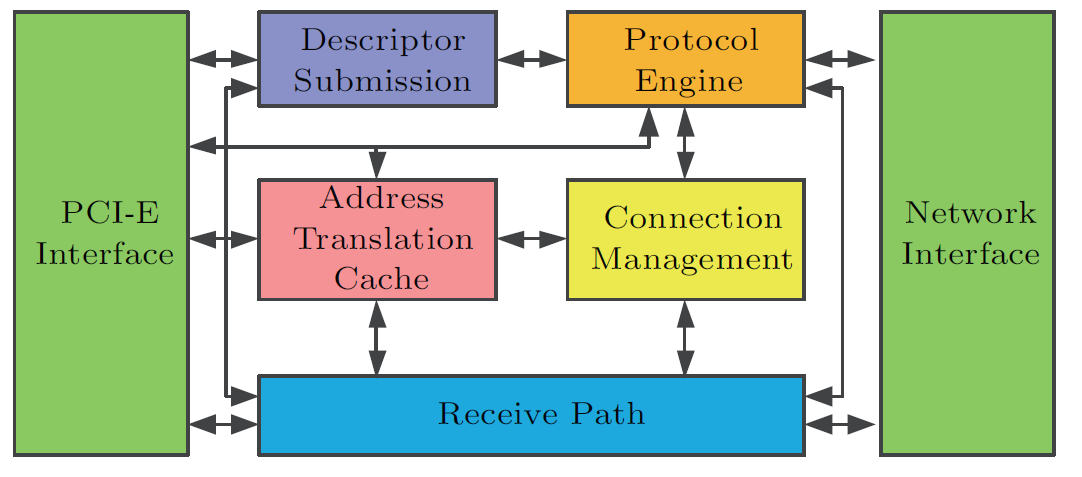 Descriptor
Submission
Protocol
Engine
PCI-E
Interface
Address
Translation
Cache
Connection
Management
Network
Interface
Receive Path